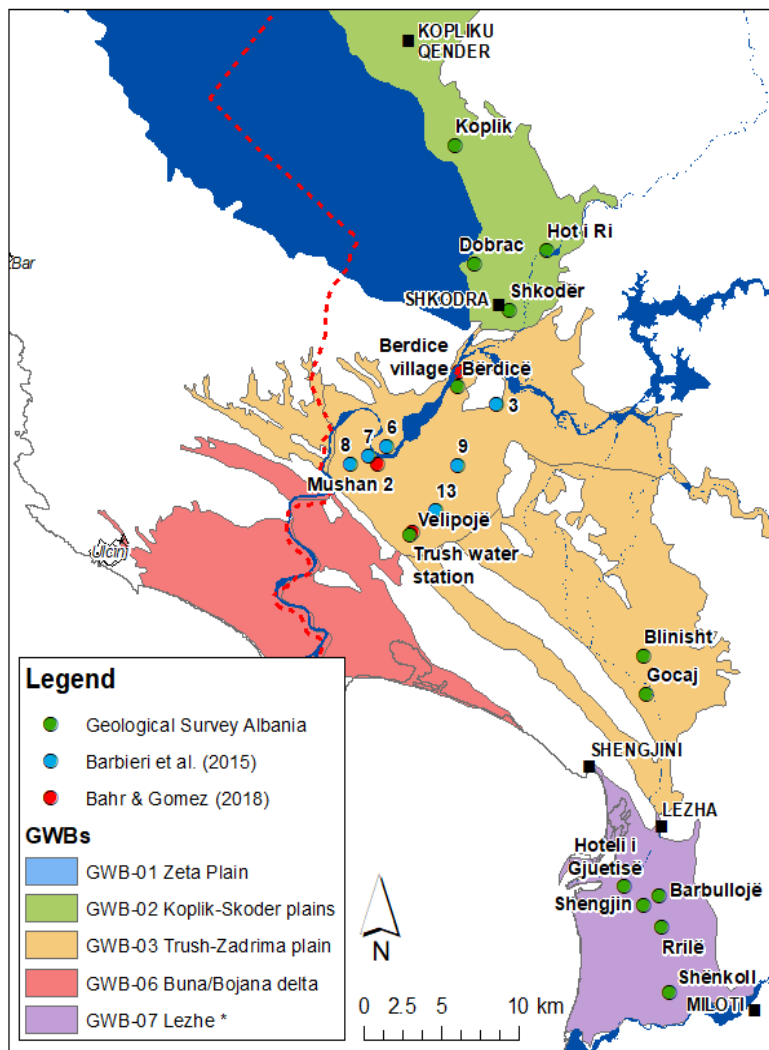 KOPLIKU
QENDER
Koplik
Hot i Ri
Dobrac
Bar
SHKODRA
Shkodër
Berdice
village
Bërdicë
3
6
7
8
9
Mushan 2
13
Velipojë
Ulcin
Trush water
station
Blinisht
Gocaj
SHENGJINI
LEZHA
Hoteli i
Gjuetisë
Barbullojë
Shengjin
Rrilë
Shënkoll
MILOTI
Legend
Geological Survey Albania
Barbieri et al. (2015)
Bahr & Gomez (2018)
GWBs
GWB-01 Zeta Plain
GWB-02 Koplik-Skoder plains
GWB-03 Trush-Zadrima plain
GWB-06 Buna/Bojana delta
GWB-07 Lezhe *
N
0 2.5 5 10 km